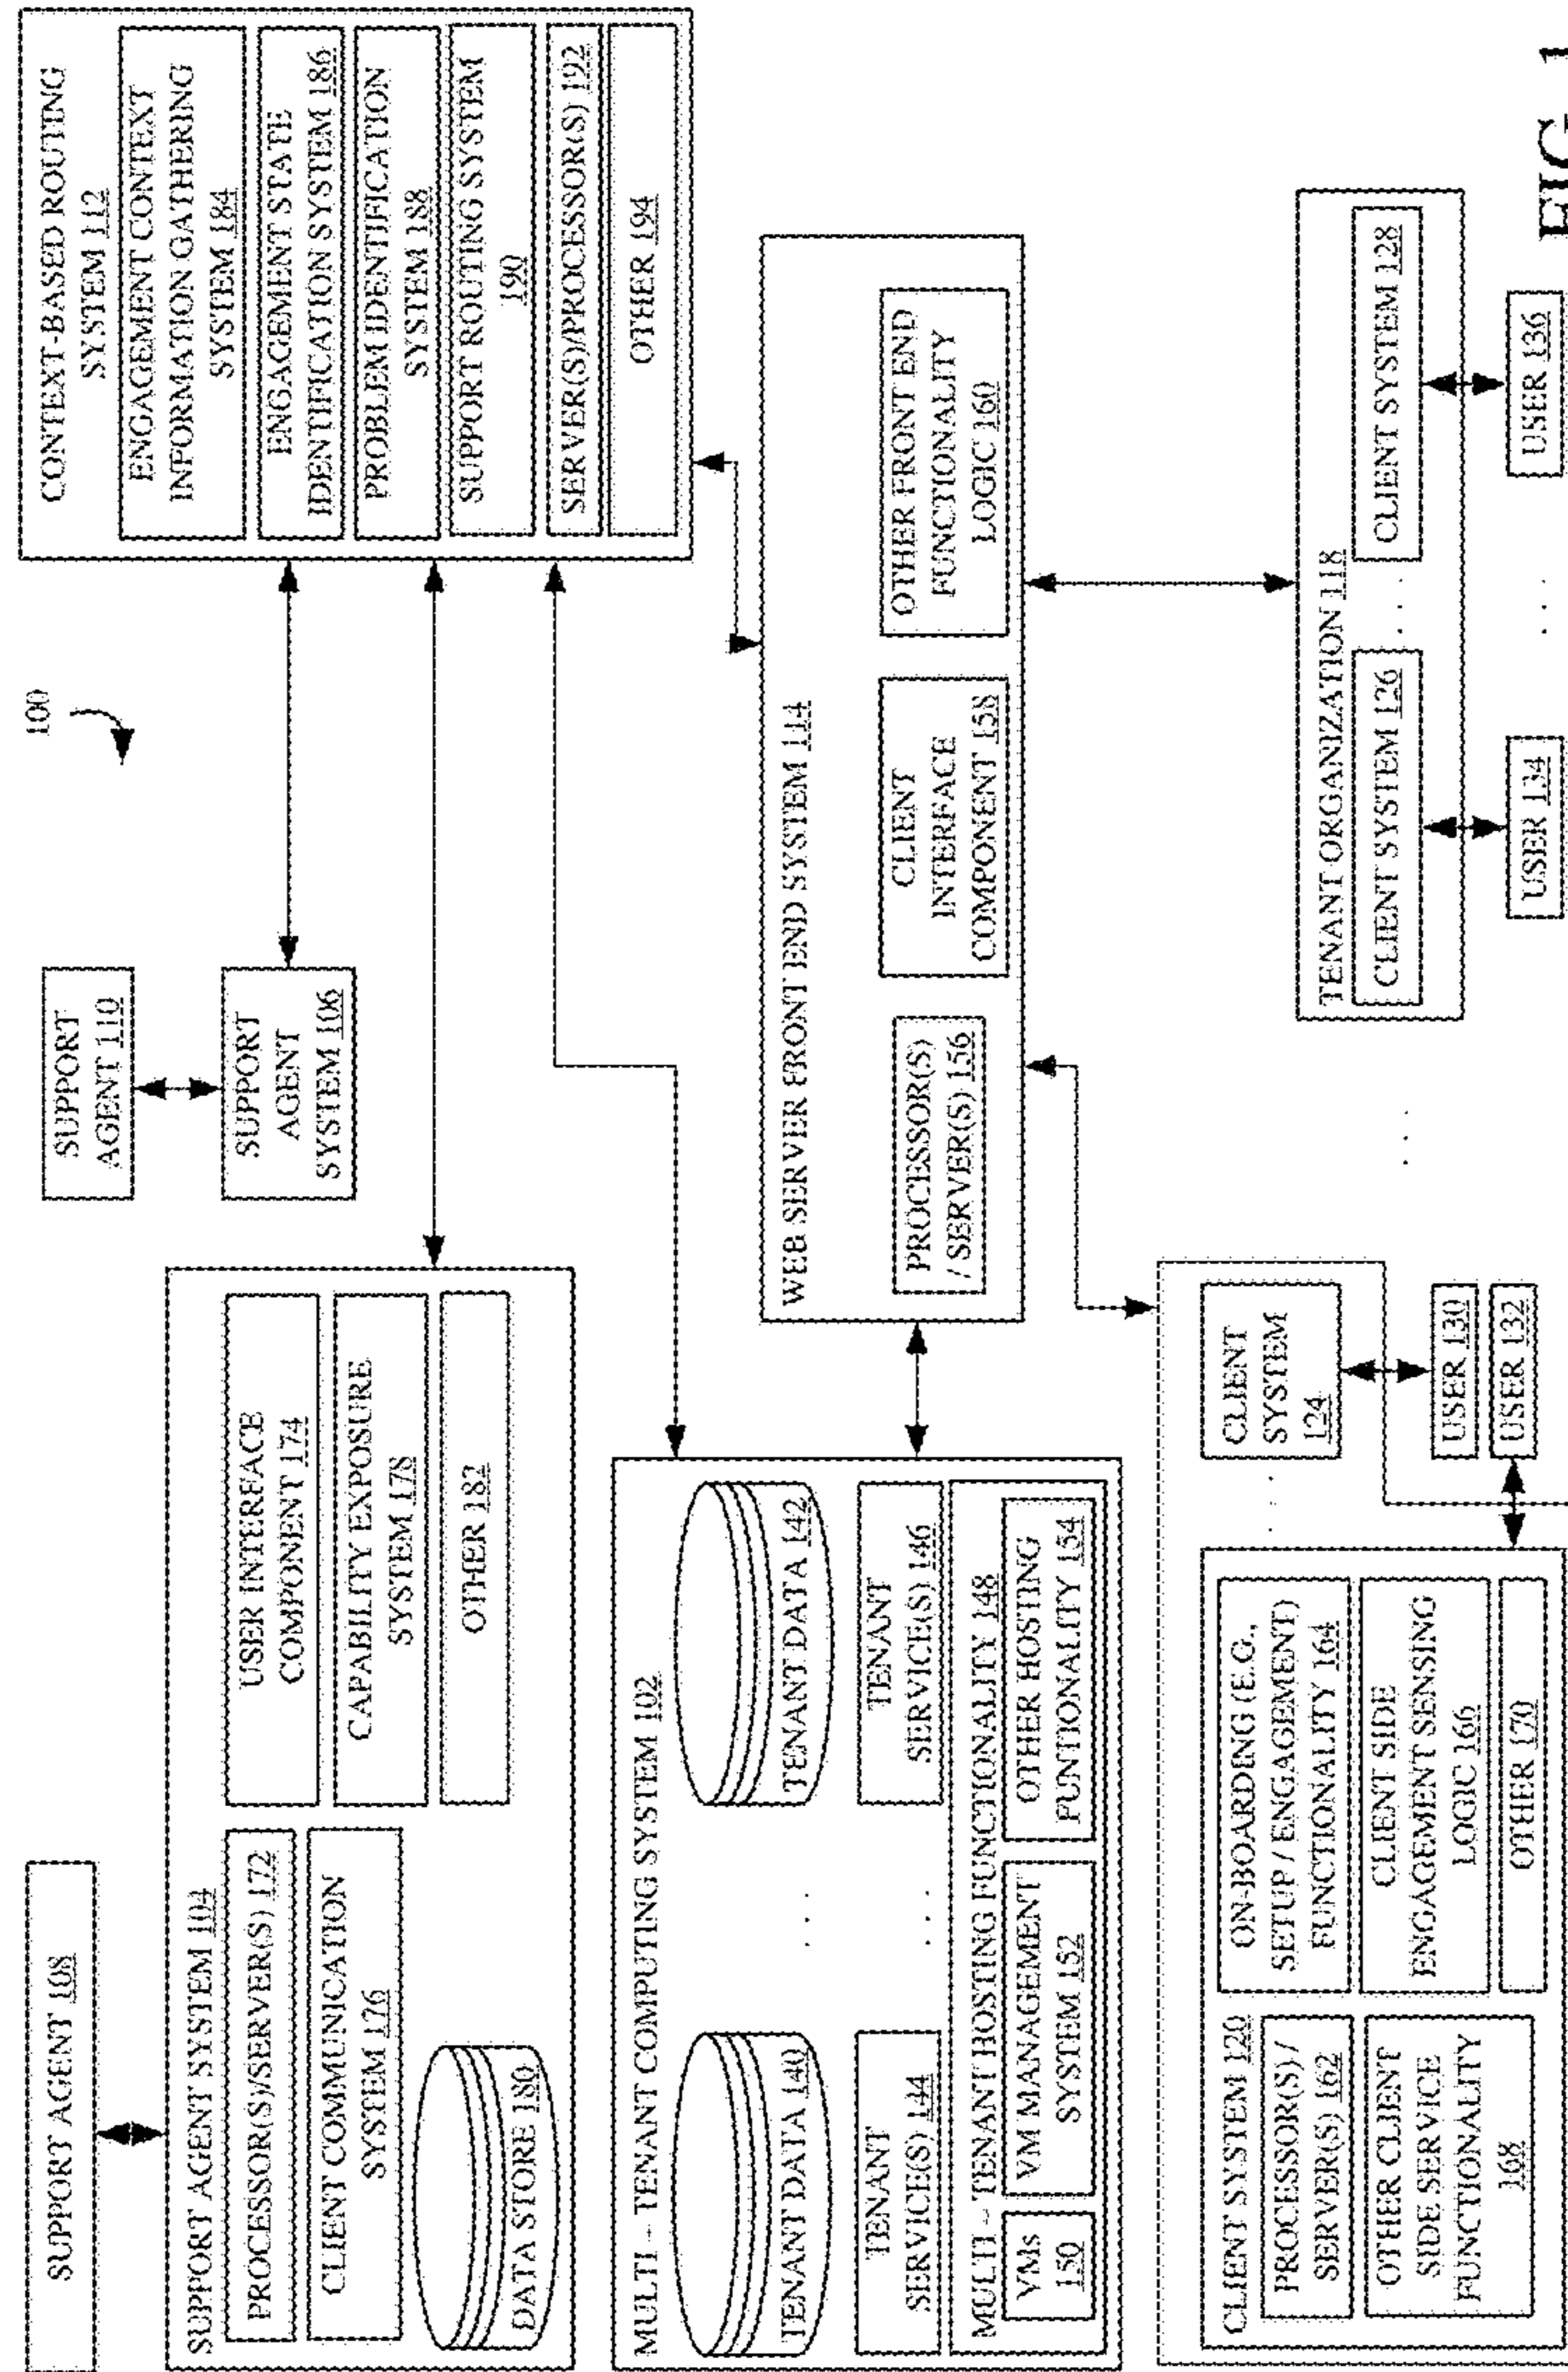 100
SUPPORT AGENT 108
SUPPORT AGENT SYSTEM 104
PROCESSOR(S)/SERVER(S) 172
CLIENT COMMUNICATION
SYSTEM 176
DATA STORE 180
USER INTERFACE
COMPONENT 174
CAPABILITY EXPOSURE
SYSTEM 178
OTHER 182
SUPPORT
AGENT 110
SUPPORT
AGENT
SYSTEM 106
CONTEXT-BASED ROUTING
SYSTEM 112
ENGAGEMENT CONTEXT
INFORMATION GATHERING
SYSTEM 184
ENGAGEMENT STATE
IDENTIFICATION SYSTEM 186
PROBLEM IDENTIFICATION
SYSTEM 188
SUPPORT ROUTING SYSTEM
190
SERVER(S)/PROCESSOR(S) 192
OTHER 194
MULTI – TENANT COMPUTING SYSTEM 102
TENANT DATA 140
. . .
TENANT DATA 142
TENANT
SERVICE(S) 144
. . .
TENANT
SERVICE(S) 146
MULTI – TENANT HOSTING FUNCTIONALITY 148
VMs
150
VM MANAGEMENT
SYSTEM 152
OTHER HOSTING
FUNTIONALITY 154
WEB SERVER FRONT END SYSTEM 114
PROCESSOR(S)
/ SERVER(S) 156
CLIENT
INTERFACE
COMPONENT 158
OTHER FRONT END
FUNCTIONALITY
LOGIC 160
CLIENT SYSTEM 120
PROCESSOR(S) /
SERVER(S) 162
OTHER CLIENT
SIDE SERVICE
FUNCTIONALITY
168
ON-BOARDING (E.G.,
SETUP / ENGAGEMENT)
FUNCTIONALITY 164
CLIENT SIDE
ENGAGEMENT SENSING
LOGIC 166
OTHER 170
. . .
CLIENT
SYSTEM
124
USER 130
USER 132
. . .
TENANT ORGANIZATION 118
CLIENT SYSTEM 126
. . .
CLIENT SYSTEM 128
USER 134
. . .
USER 136
FIG. 1